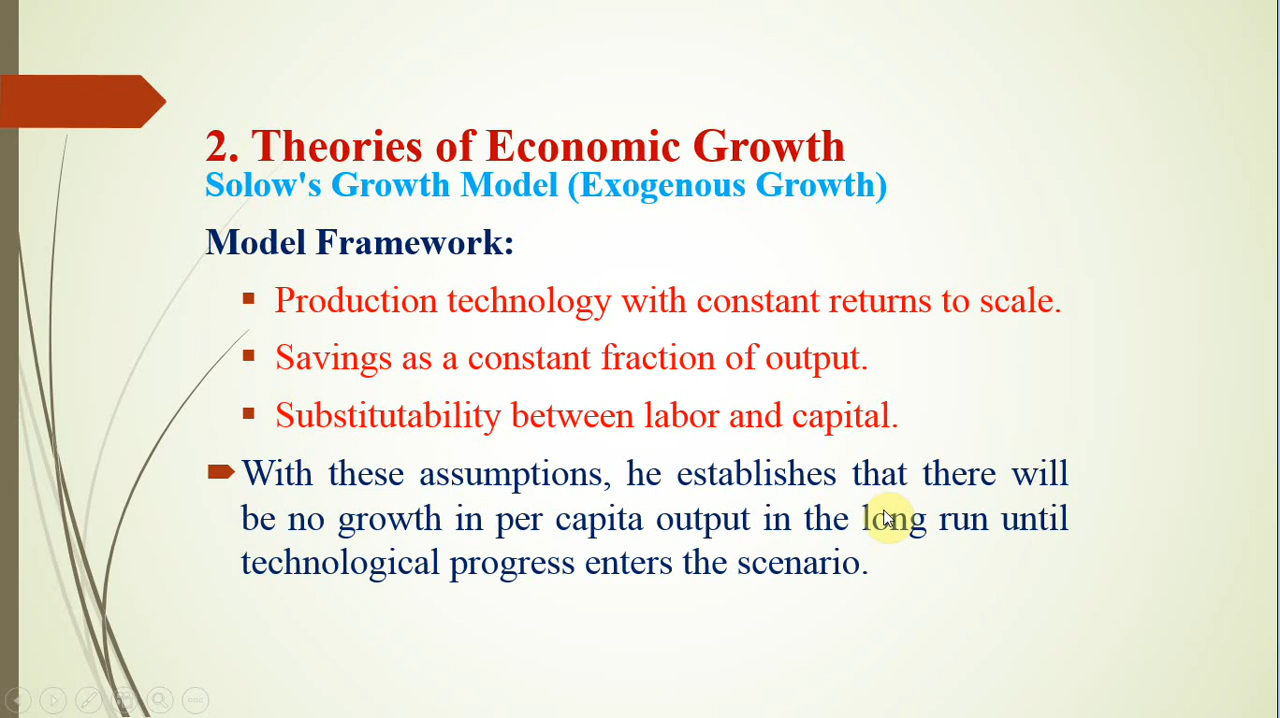 2. Theories of Economic Growth
Solow's Growth Model (Exogenous Growth)
Model Framework:
Production technology with constant returns to scale.
Savings as a constant fraction of output.
Substitutability between labor and capital.
With these assumptions, he establishes that there will
be no growth in per capita output in the long run until
technological progress enters the scenario.